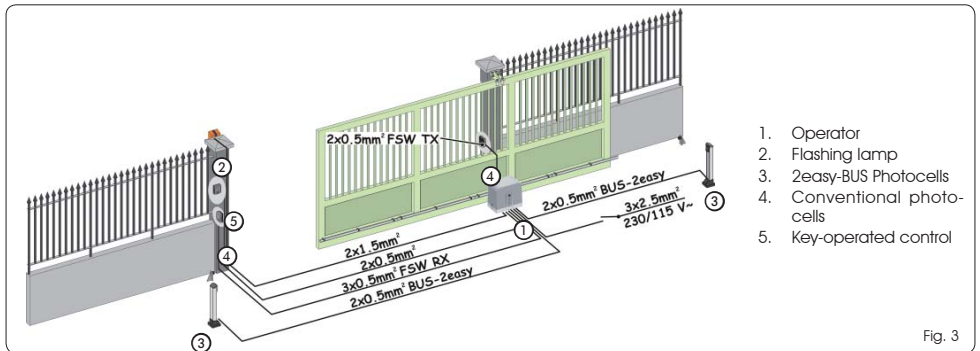 2
5
4
3
2x0.5mm² FSW TX
4
1
2x1.5mm²
2x0.5mm²
3x0.5mm² FSW RX
2x0.5mm² BUS-2easy
2x0.5mm² BUS-2easy
3x2.5mm²
230/115 V~
3
1. Operator
2. Flashing lamp
3. 2easy-BUS Photocells
4. Conventional photo-
cells
5. Key-operated control
Fig. 3